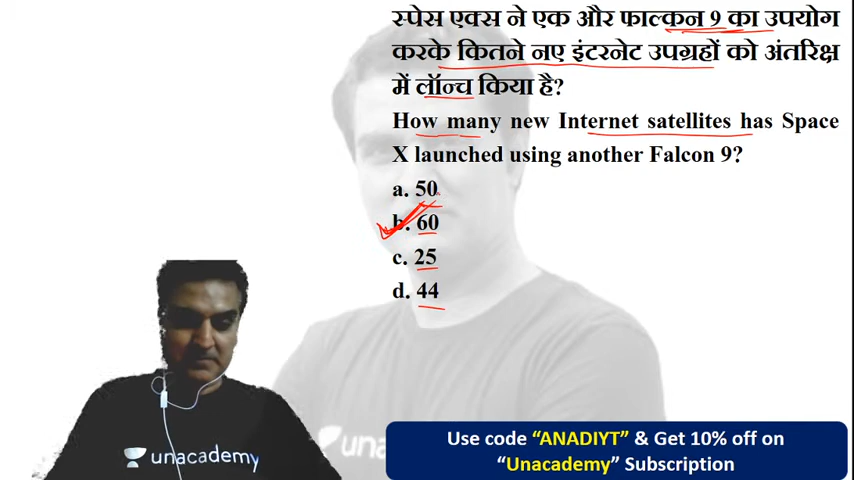 स्पेस एक्स ने एक और फाल्कन 9 का उपयोग
करके कितने नए इंटरनेट उपग्रहों को अंतरिक्ष
में लॉन्च किया है?
How many new Internet satellites has Space
X launched using another Falcon 9?
a. 50
b. 60
c. 25
d. 44
unacademy
una
Use code “ANADIYT” & Get 10% off on
“Unacademy” Subscription